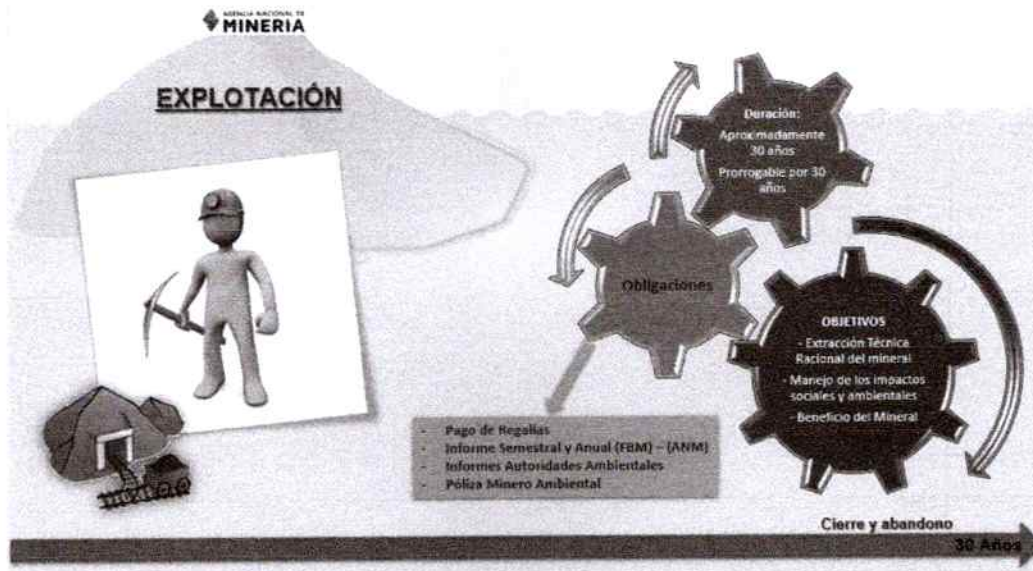 AGENCIA NACIONAL DE
MINERÍA
EXPLOTACIÓN
Duración:
Aproximadamente
30 años
Prorrogable por 30
años
Obligaciones
OBJETIVOS
- Extracción Técnica
Racional del mineral
- Manejo de los impactos
sociales y ambientales
- Beneficio del Mineral
- Pago de Regalías
- Informe Semestral y Anual (FBM) – (ANM)
- Informes Autoridades Ambientales
- Póliza Minero Ambiental
Cierre y abandono
30 Años